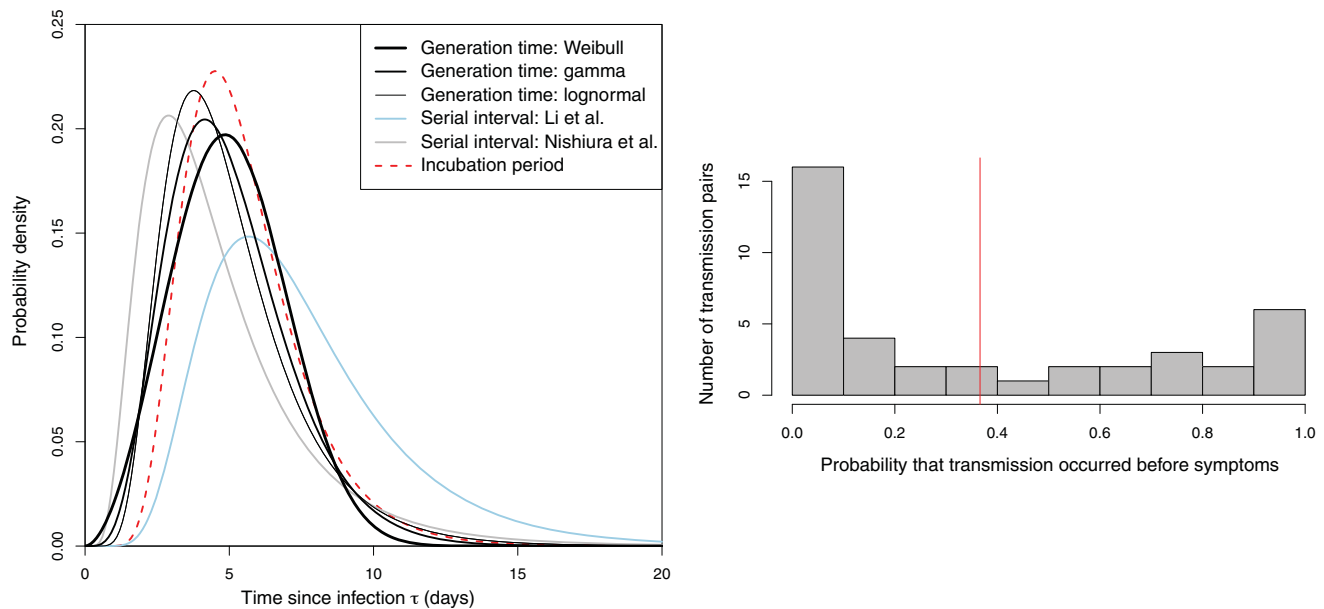 0.25
0.20
0.15
0.10
0.05
0.00
Probability density
0
5
10
15
20
Time since infection τ (days)
Generation time: Weibull
Generation time: gamma
Generation time: lognormal
Serial interval: Li et al.
Serial interval: Nishiura et al.
Incubation period
15
10
5
0
Number of transmission pairs
0.0
0.2
0.4
0.6
0.8
1.0
Probability that transmission occurred before symptoms